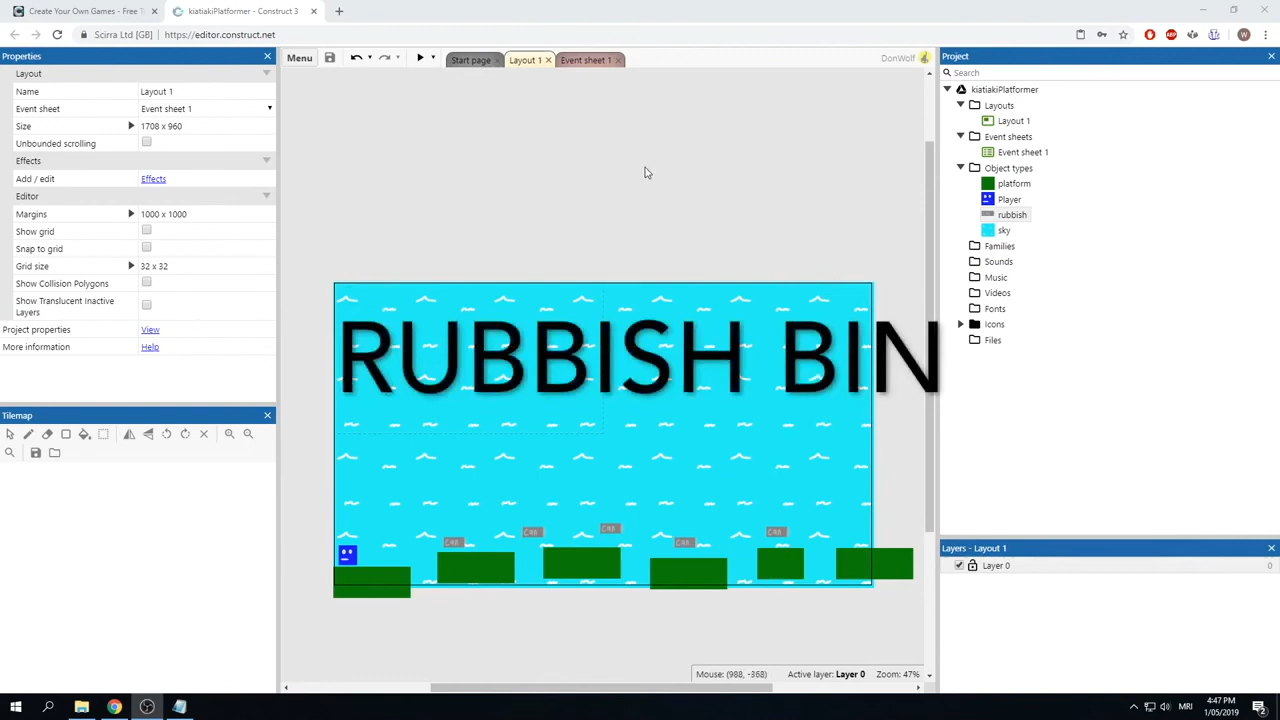 Create Your Own Games - Free T
kiatiakiPlatformer - Construct 3
Scirra Ltd [GB]
https://editor.construct.net
W
Properties
Menu
Start page
Layout 1
Event sheet 1
DonWolf
Project
Layout
Name
Layout 1
Event sheet
Event sheet 1
Size
1708 x 960
Unbounded scrolling
Effects
Add / edit
Effects
Editor
Margins
1000 x 1000
Show grid
Snap to grid
Grid size
32 x 32
Show Collision Polygons
Show Translucent Inactive
Layers
Project properties
View
More information
Help
Tilemap
RUBBISH BIN
CAN
CAN
CAN
CAN
CAN
Mouse: (988, -368)
Active layer: Layer 0
Zoom: 47%
Search
kiatiakiPlatformer
Layouts
Layout 1
Event sheets
Event sheet 1
Object types
platform
Player
rubbish
sky
Families
Sounds
Music
Videos
Fonts
Icons
Files
Layers - Layout 1
Layer 0
0
MRI
4:47 PM
1/05/2019
2